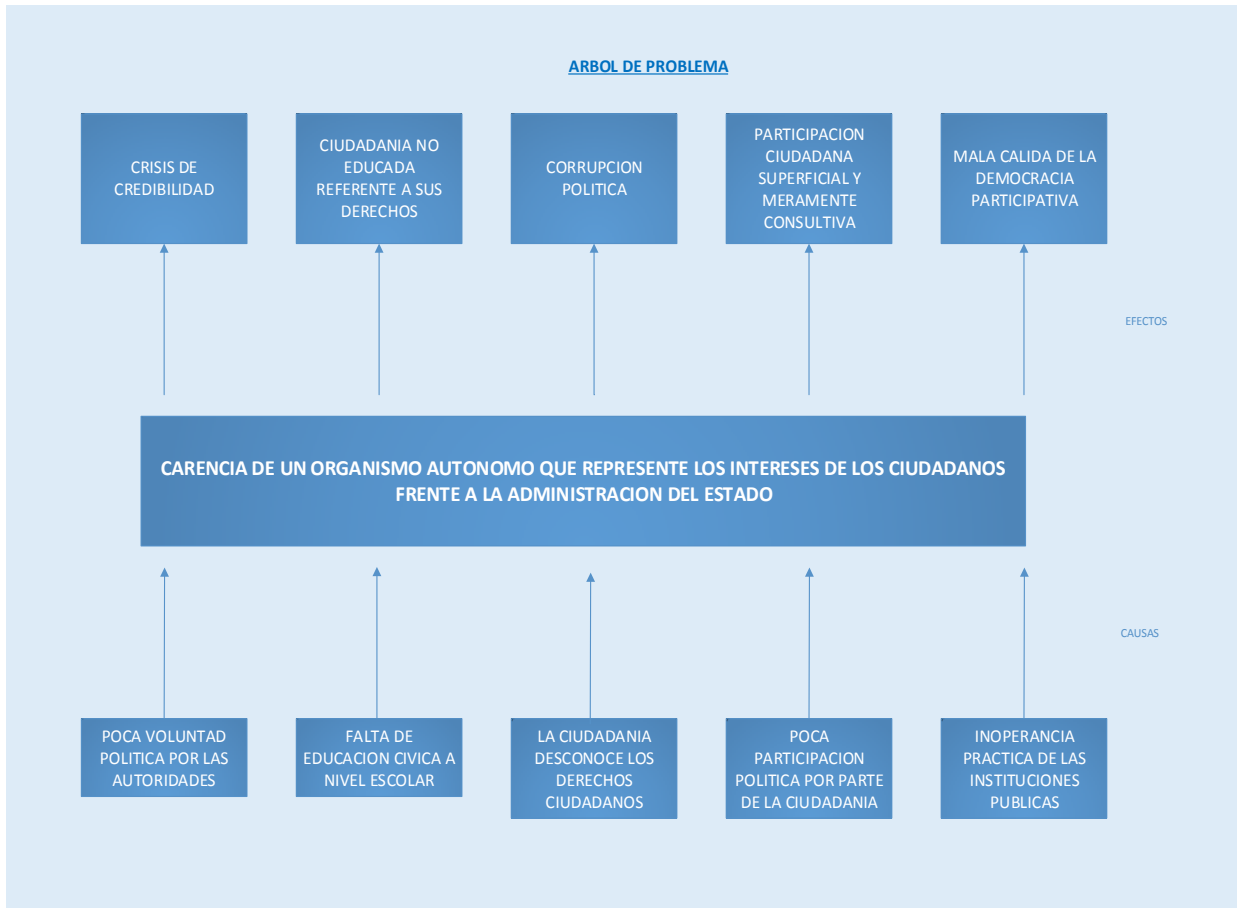 ARBOL DE PROBLEMA
CRISIS DE
CREDIBILIDAD
CIUDADANIA NO
EDUCADA
REFERENTE A SUS
DERECHOS
CORRUPCION
POLITICA
PARTICIPACION
CIUDADANA
SUPERFICIAL Y
MERAMENTE
CONSULTIVA
MALA CALIDA DE LA
DEMOCRACIA
PARTICIPATIVA
EFECTOS
CARENCIA DE UN ORGANISMO AUTONOMO QUE REPRESENTE LOS INTERESES DE LOS CIUDADANOS
FRENTE A LA ADMINISTRACION DEL ESTADO
CAUSAS
POCA VOLUNTAD
POLITICA POR LAS
AUTORIDADES
FALTA DE
EDUCACION CIVICA A
NIVEL ESCOLAR
LA CIUDADANIA
DESCONOCE LOS
DERECHOS
CIUDADANOS
POCA
PARTICIPACION
POLITICA POR PARTE
DE LA CIUDADANIA
INOPERANCIA
PRACTICA DE LAS
INSTITUCIONES
PUBLICAS